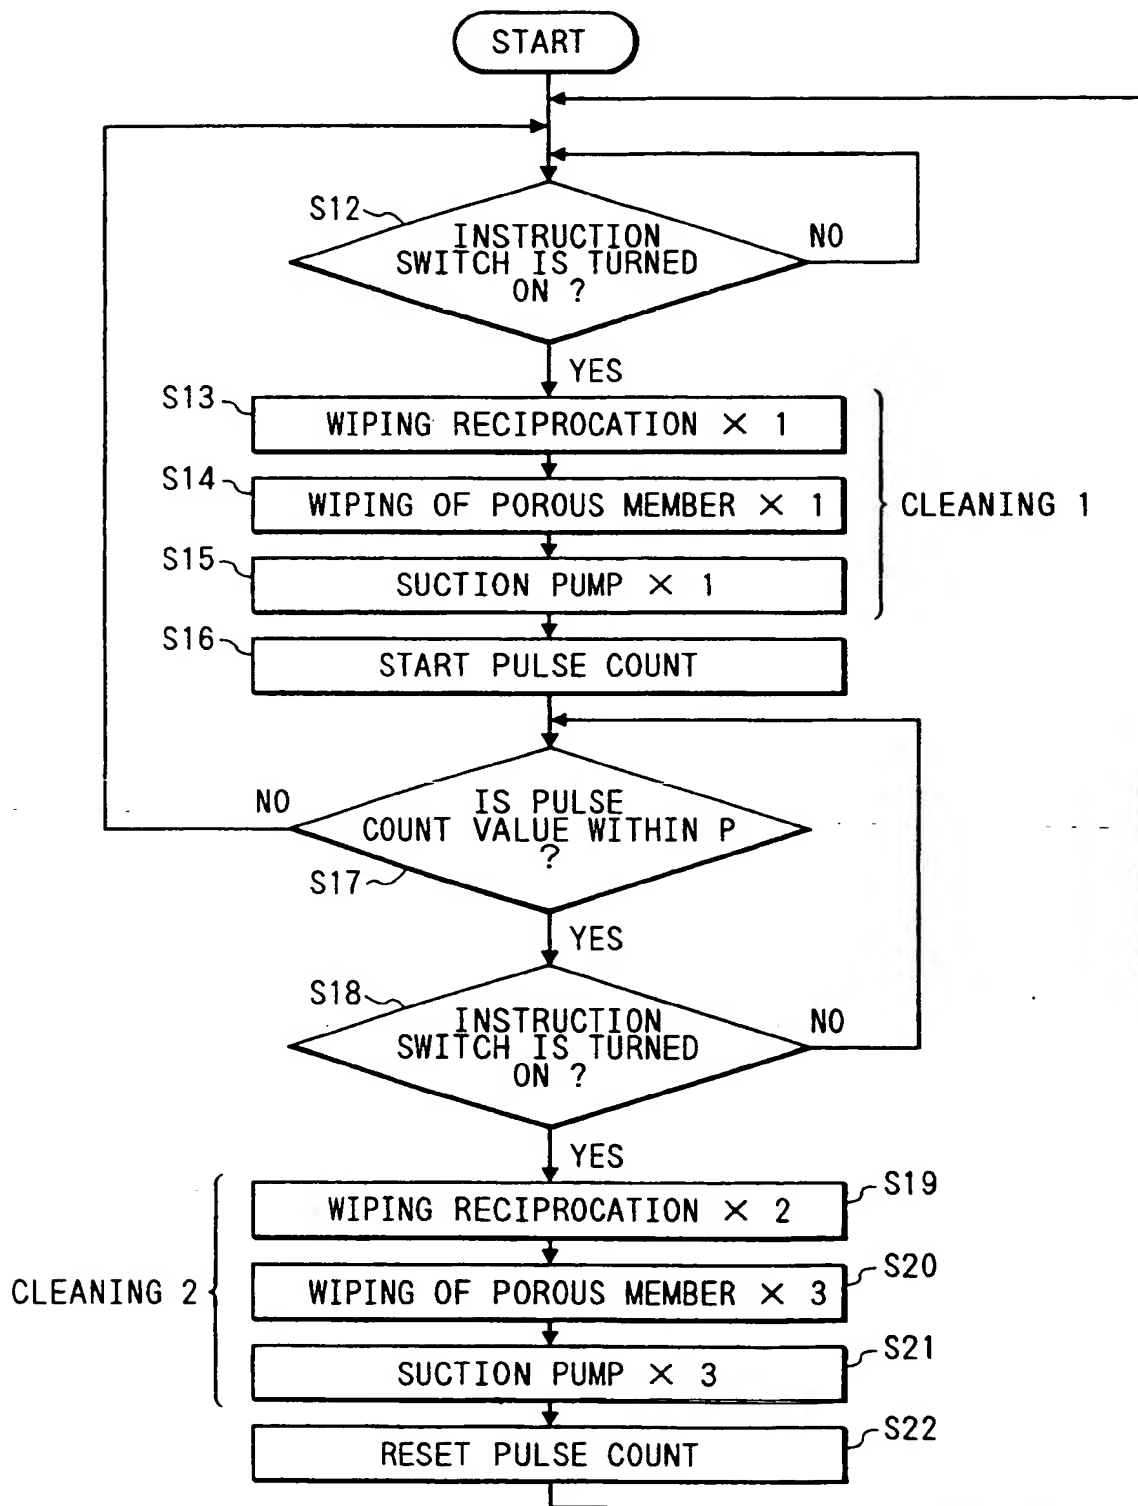 START
S12
INSTRUCTION
SWITCH IS TURNED
ON ?
NO
YES
S13
WIPING RECIPROCATION × 1
S14
WIPING OF POROUS MEMBER × 1
CLEANING 1
S15
SUCTION PUMP × 1
S16
START PULSE COUNT
NO
IS PULSE
COUNT VALUE WITHIN P
?
S17
YES
S18
INSTRUCTION
SWITCH IS TURNED
ON ?
NO
YES
S19
WIPING RECIPROCATION × 2
S20
WIPING OF POROUS MEMBER × 3
CLEANING 2
S21
SUCTION PUMP × 3
S22
RESET PULSE COUNT